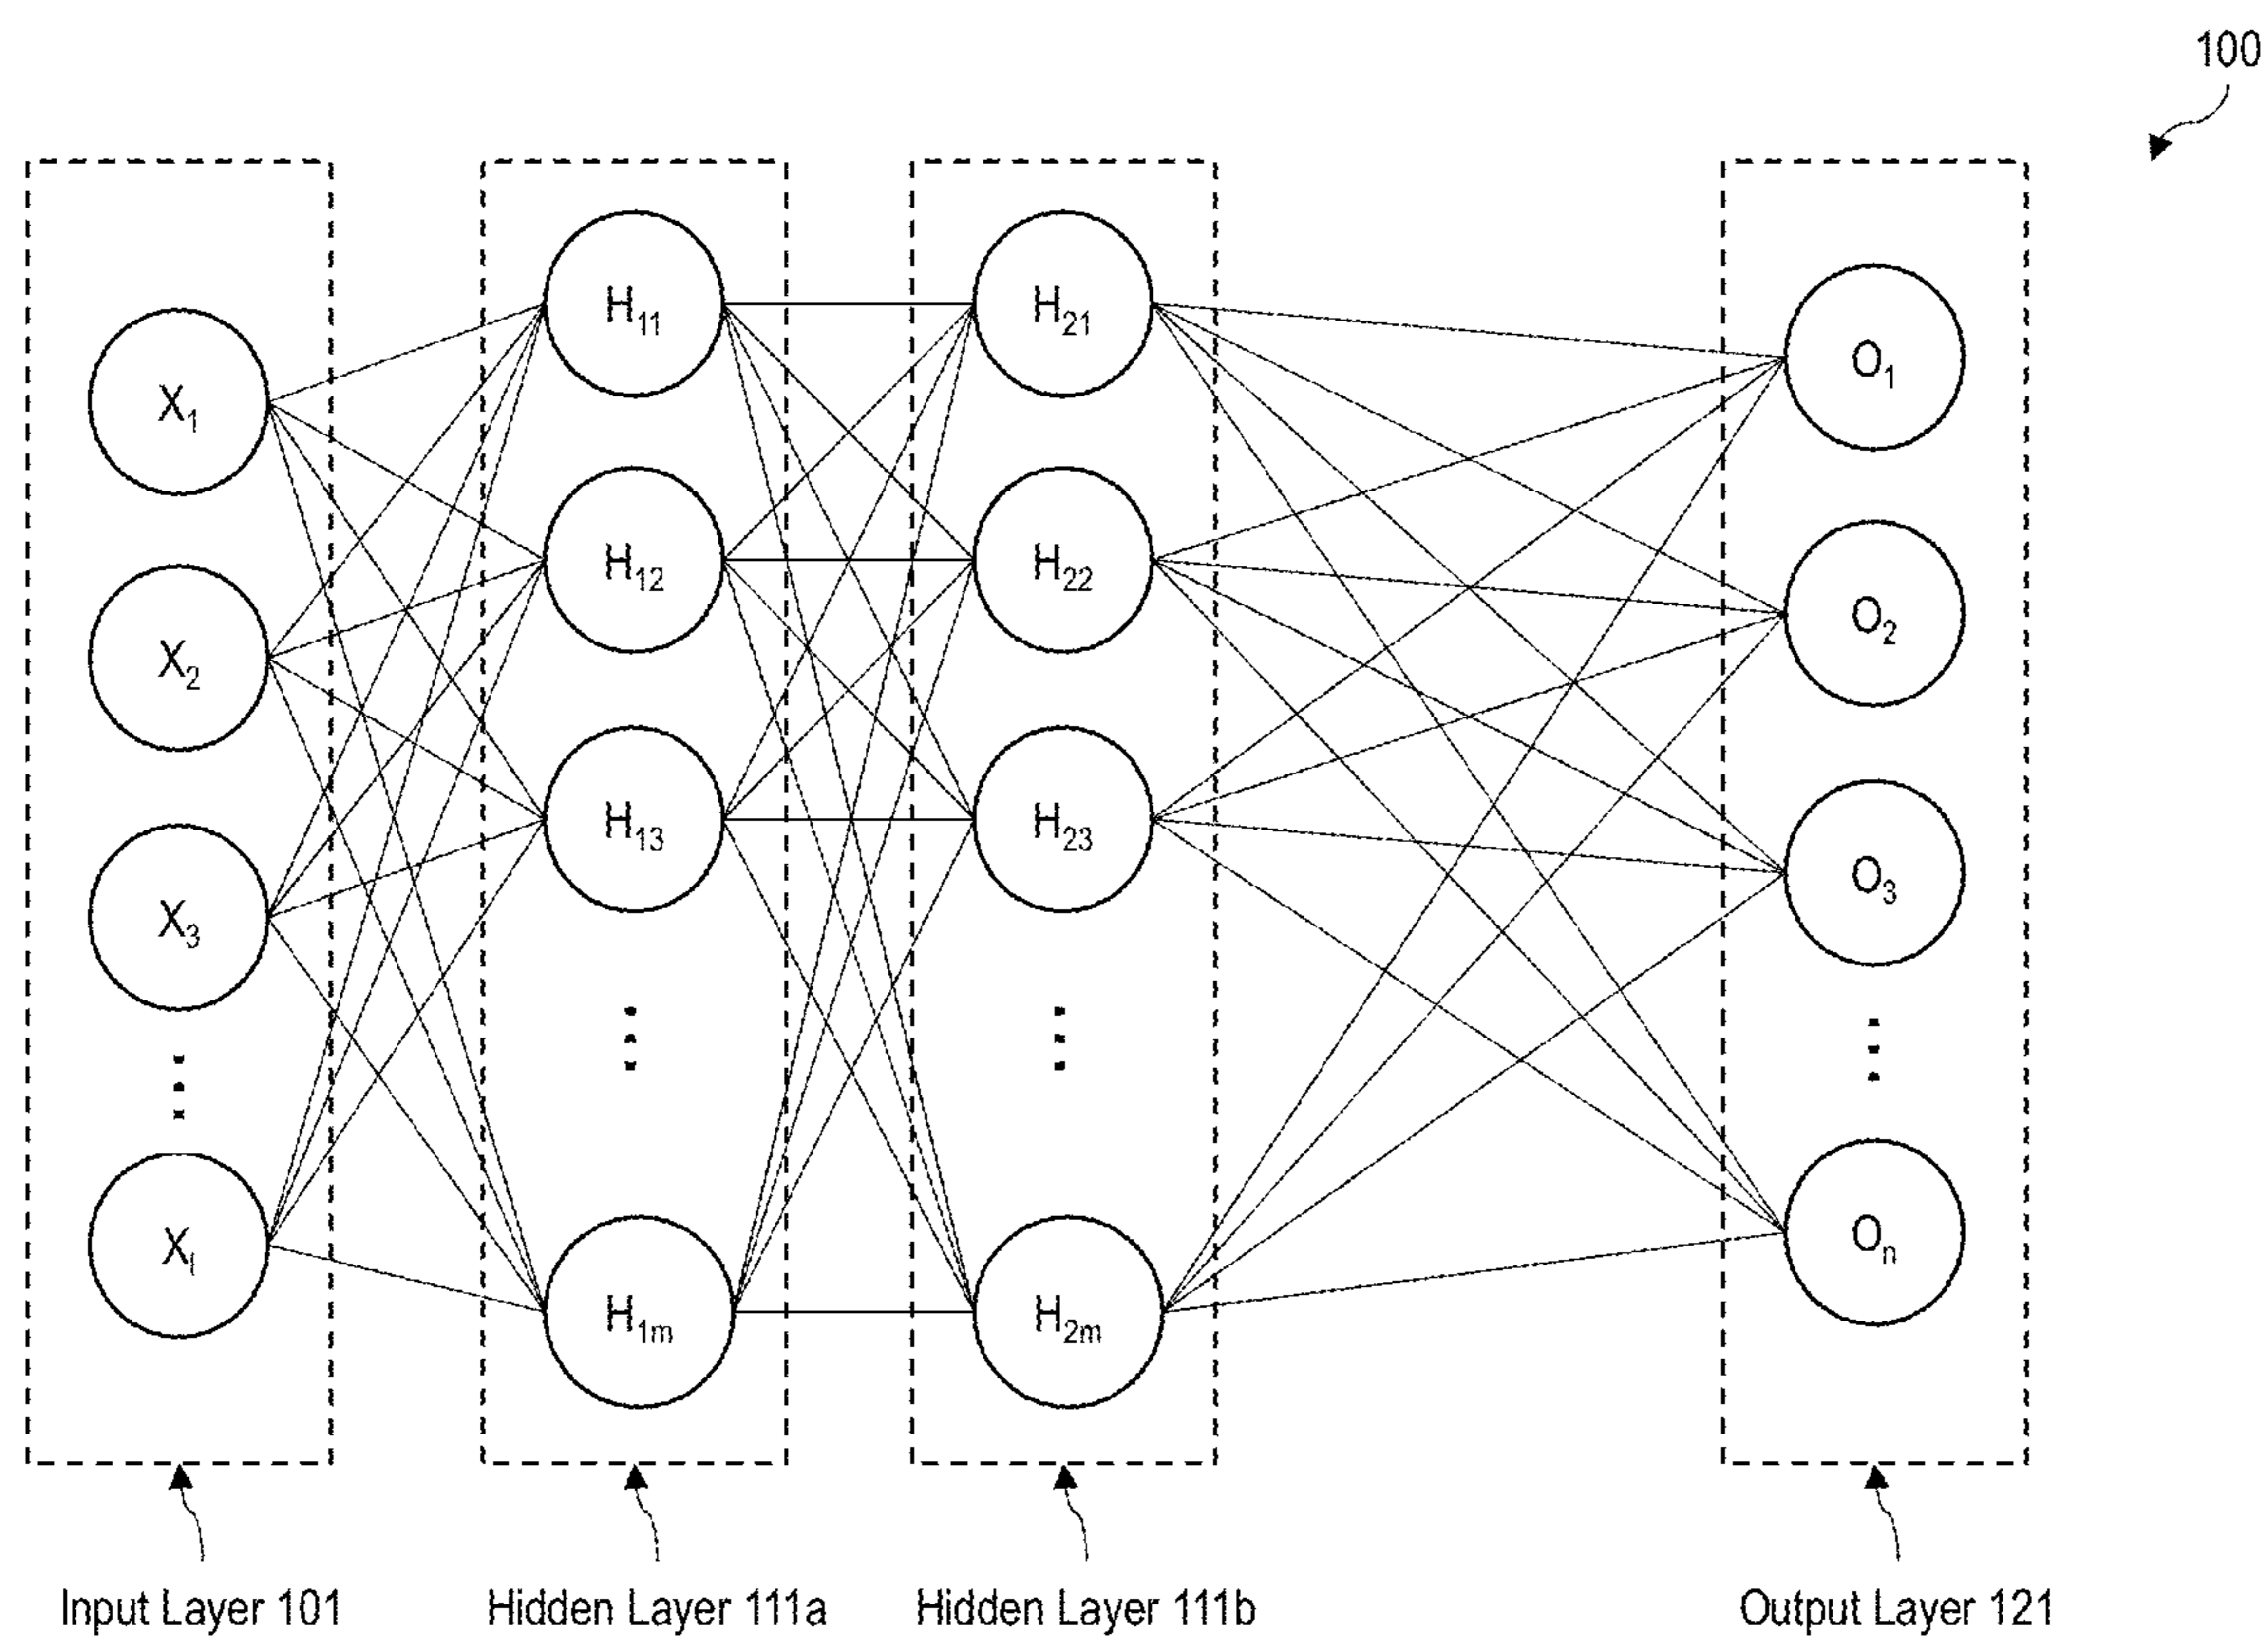 100
X1
X2
X3
Xl
H11
H12
H13
H1m
H21
H22
H23
H2m
O1
O2
O3
On
Input Layer 101
Hidden Layer 111a
Hidden Layer 111b
Output Layer 121